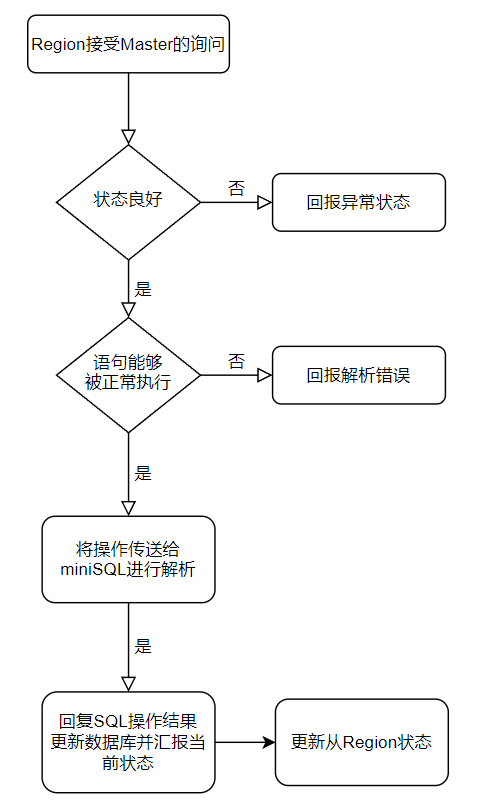 Region接受Master的询问
状态良好
否
回报异常状态
是
语句能够
被正常执行
否
回报解析错误
是
将操作传送给
miniSQL进行解析
是
回复SQL操作结果
更新数据库并汇报当
前状态
更新从Region状态